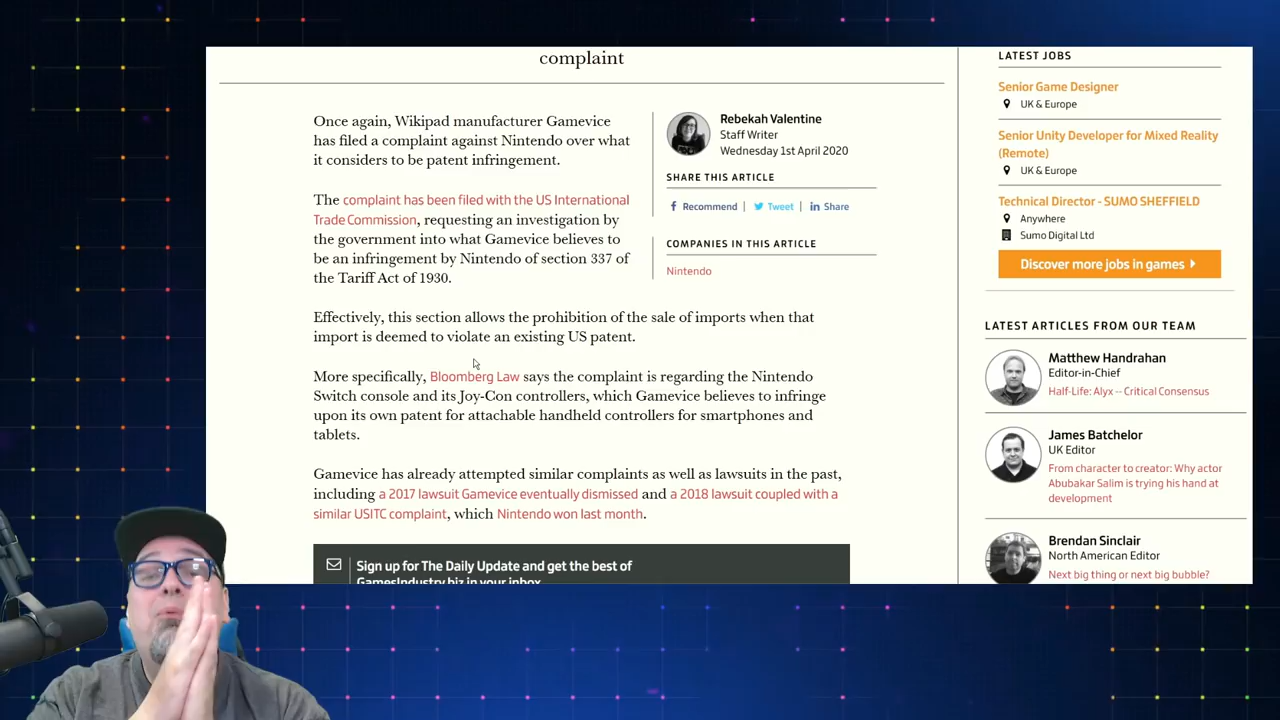 complaint
Once again, Wikipad manufacturer Gamevice
has filed a complaint against Nintendo over what
it considers to be patent infringement.
The complaint has been filed with the US International
Trade Commission, requesting an investigation by
the government into what Gamevice believes to
be an infringement by Nintendo of section 337 of
the Tariff Act of 1930.
Effectively, this section allows the prohibition of the sale of imports when that
import is deemed to violate an existing US patent.
More specifically, Bloomberg Law says the complaint is regarding the Nintendo
Switch console and its Joy-Con controllers, which Gamevice believes to infringe
upon its own patent for attachable handheld controllers for smartphones and
tablets.
Gamevice has already attempted similar complaints as well as lawsuits in the past,
including a 2017 lawsuit Gamevice eventually dismissed and a 2018 lawsuit coupled with a
similar USITC complaint, which Nintendo won last month.
Sign up for The Daily Update and get the best of
GamesIndustry.biz in your inbox
Rebekah Valentine
Staff Writer
Wednesday 1st April 2020
SHARE THIS ARTICLE
Recommend | Tweet | Share
COMPANIES IN THIS ARTICLE
Nintendo
LATEST JOBS
Senior Game Designer
UK & Europe
Senior Unity Developer for Mixed Reality
(Remote)
UK & Europe
Technical Director - SUMO SHEFFIELD
Anywhere
Sumo Digital Ltd
Discover more jobs in games
LATEST ARTICLES FROM OUR TEAM
Matthew Handrahan
Editor-in-Chief
Half-Life: Alyx -- Critical Consensus
James Batchelor
UK Editor
From character to creator: Why actor
Abubakar Salim is trying his hand at
development
Brendan Sinclair
North American Editor
Next big thing or next big bubble?